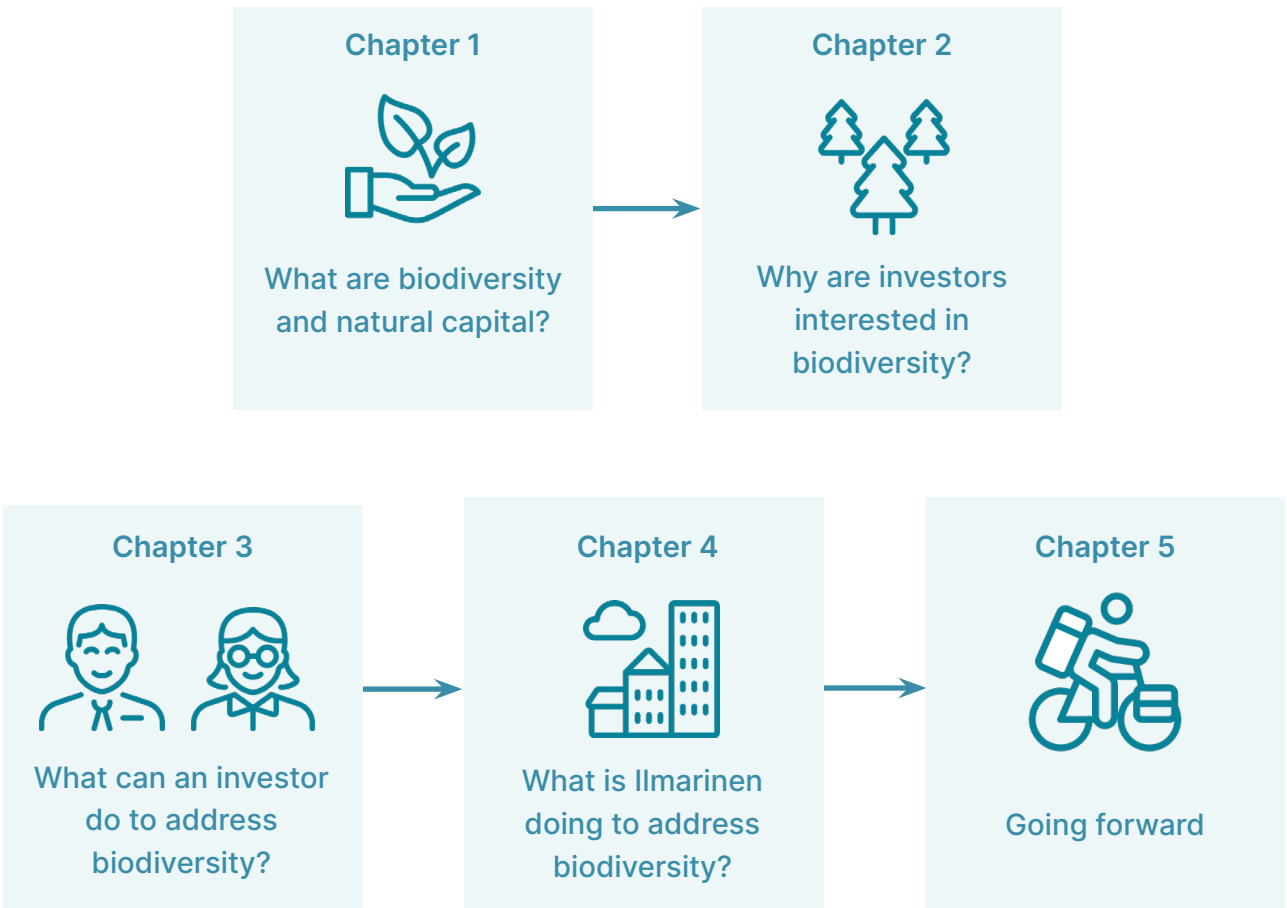 Chapter 1
What are biodiversity
and natural capital?
Chapter 2
Why are investors
interested in
biodiversity?
Chapter 3
What can an investor
do to address
biodiversity?
Chapter 4
What is Ilmarinen
doing to address
biodiversity?
Chapter 5
Going forward